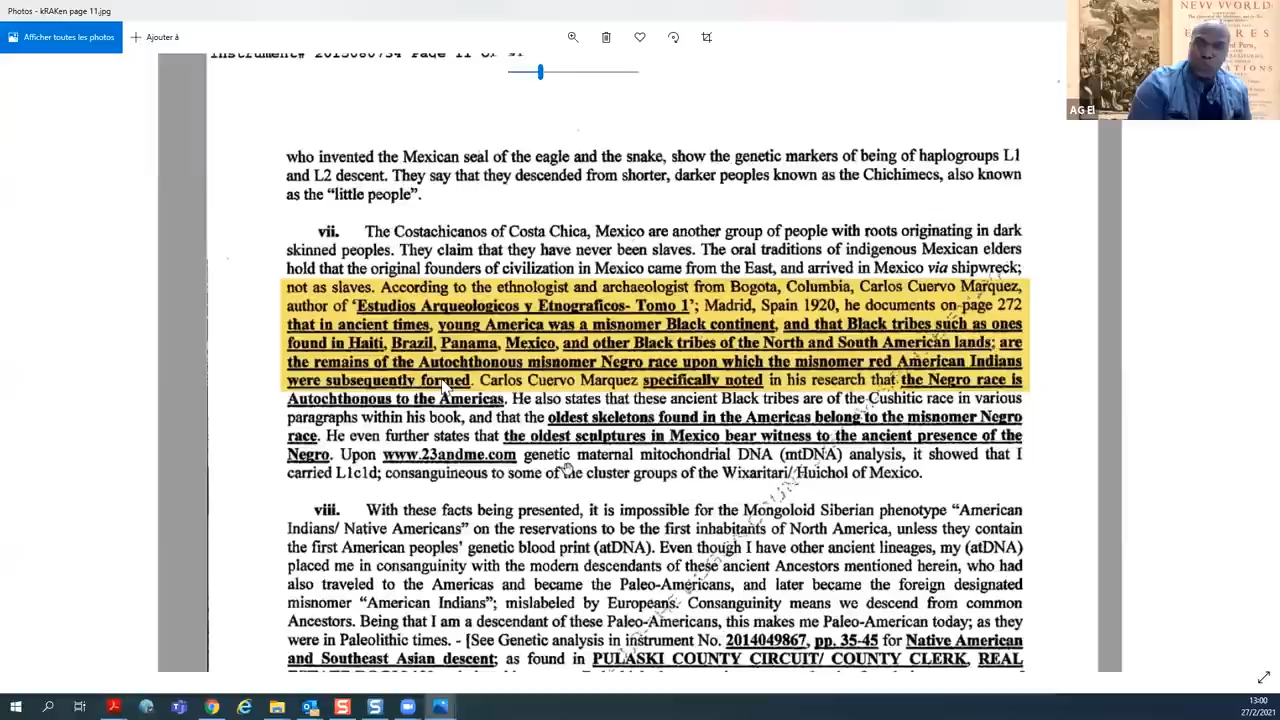 Photos - kRAKen page 11.jpg
Afficher toutes les photos
Ajouter à
NEW WORLD
AG El
who invented the Mexican seal of the eagle and the snake, show the genetic markers of being of haplogroups L1
and L2 descent. They say that they descended from shorter, darker peoples known as the Chichimecs, also known
as the “little people”.
vii. The Costachicanos of Costa Chica, Mexico are another group of people with roots originating in dark
skinned peoples. They claim that they have never been slaves. The oral traditions of indigenous Mexican elders
hold that the original founders of civilization in Mexico came from the East, and arrived in Mexico via shipwreck;
not as slaves. According to the ethnologist and archaeologist from Bogota, Columbia, Carlos Cuervo Marquez,
author of ‘Estudios Arqueologicos y Etnograficos- Tomo 1’; Madrid, Spain 1920, he documents on page 272
that in ancient times, young America was a misnomer Black continent, and that Black tribes such as ones
found in Haiti, Brazil, Panama, Mexico, and other Black tribes of the North and South American lands; are
the remains of the Autochthonous misnomer Negro race upon which the misnomer red American Indians
were subsequently formed. Carlos Cuervo Marquez specifically noted in his research that the Negro race is
Autochthonous to the Americas. He also states that these ancient Black tribes are of the Cushitic race in various
paragraphs within his book, and that the oldest skeletons found in the Americas belong to the misnomer Negro
race. He even further states that the oldest sculptures in Mexico bear witness to the ancient presence of the
Negro. Upon www.23andme.com genetic maternal mitochondrial DNA (mtDNA) analysis, it showed that I
carried L1c1d; consanguineous to some of the cluster groups of the Wixaritari/ Huichol of Mexico.
viii. With these facts being presented, it is impossible for the Mongoloid Siberian phenotype “American
Indians/ Native Americans” on the reservations to be the first inhabitants of North America, unless they contain
the first American peoples’ genetic blood print (atDNA). Even though I have other ancient lineages, my (atDNA)
placed me in consanguinity with the modern descendants of these ancient Ancestors mentioned herein, who had
also traveled to the Americas and became the Paleo-Americans, and later became the foreign designated
misnomer “American Indians”; mislabeled by Europeans. Consanguinity means we descend from common
Ancestors. Being that I am a descendant of these Paleo-Americans, this makes me Paleo-American today; as they
were in Paleolithic times. - [See Genetic analysis in instrument No. 2014049867, pp. 35-45 for Native American
and Southeast Asian descent; as found in PULASKI COUNTY CIRCUIT/ COUNTY CLERK, REAL
13:00
27/2/2021